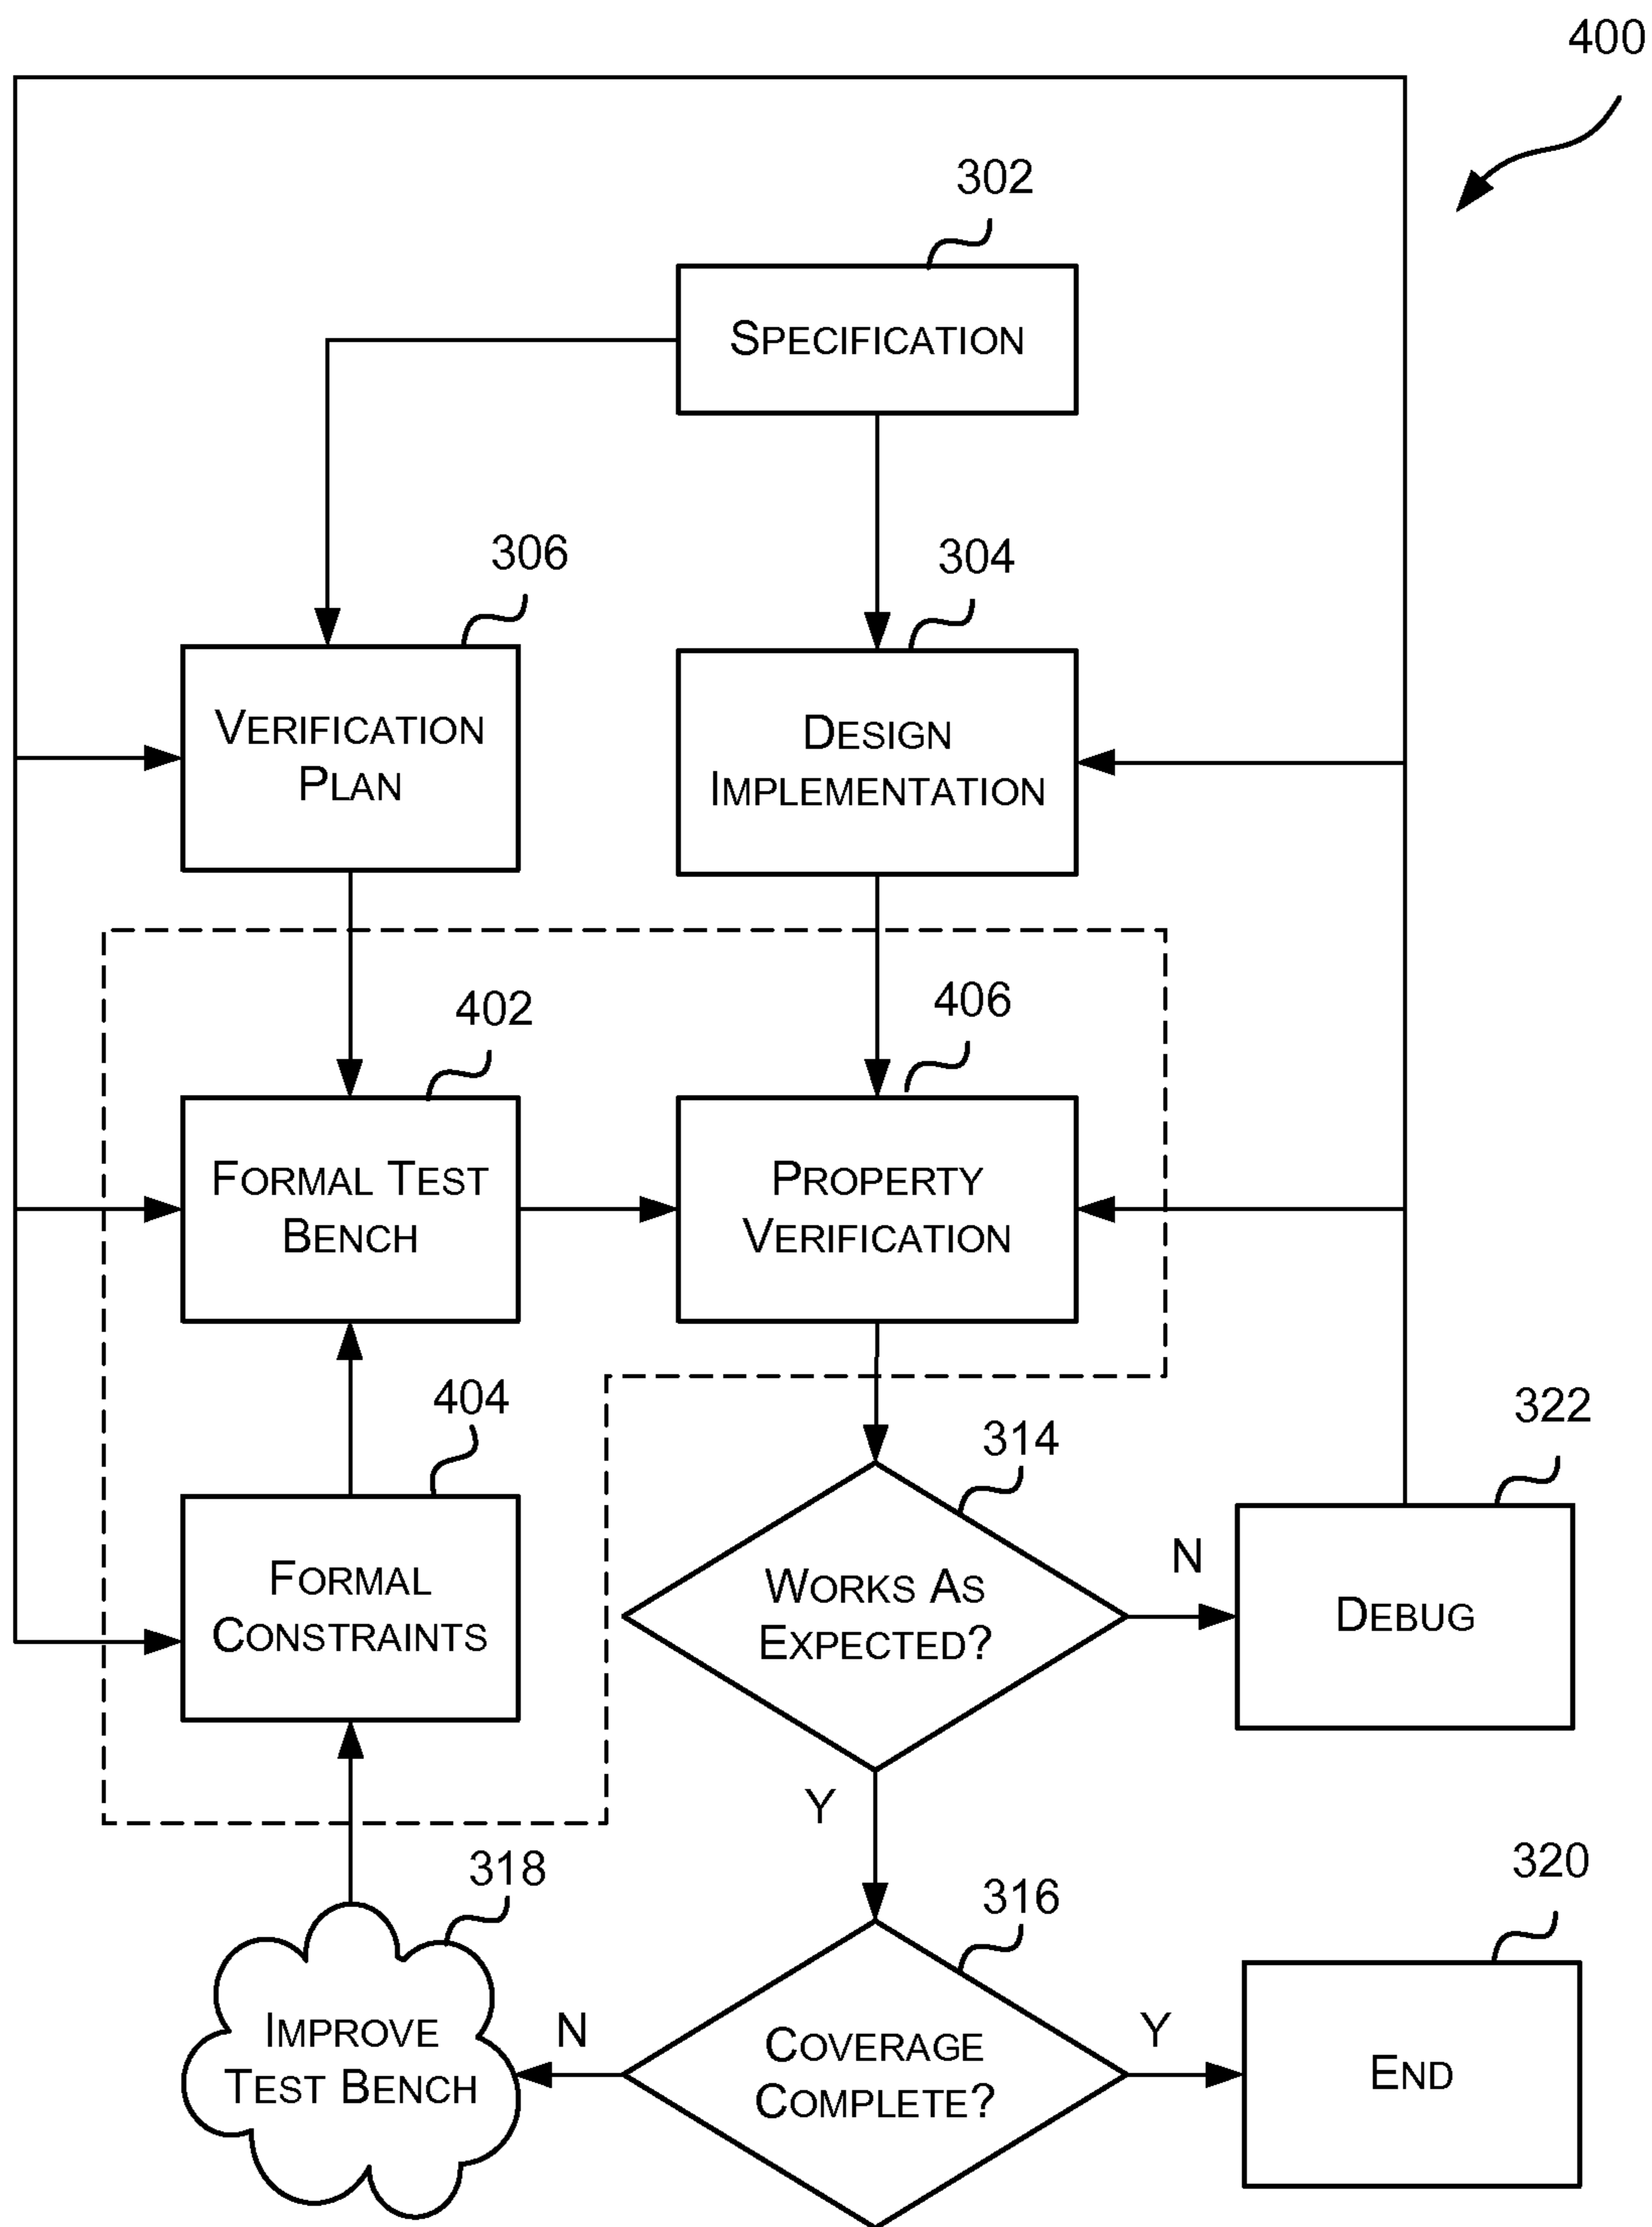 400
302
SPECIFICATION
306
304
VERIFICATION
PLAN
DESIGN
IMPLEMENTATION
402
406
FORMAL TEST
BENCH
PROPERTY
VERIFICATION
404
314
322
FORMAL
CONSTRAINTS
WORKS AS
EXPECTED?
N
DEBUG
Y
318
316
320
IMPROVE
TEST BENCH
N
COVERAGE
COMPLETE?
Y
END